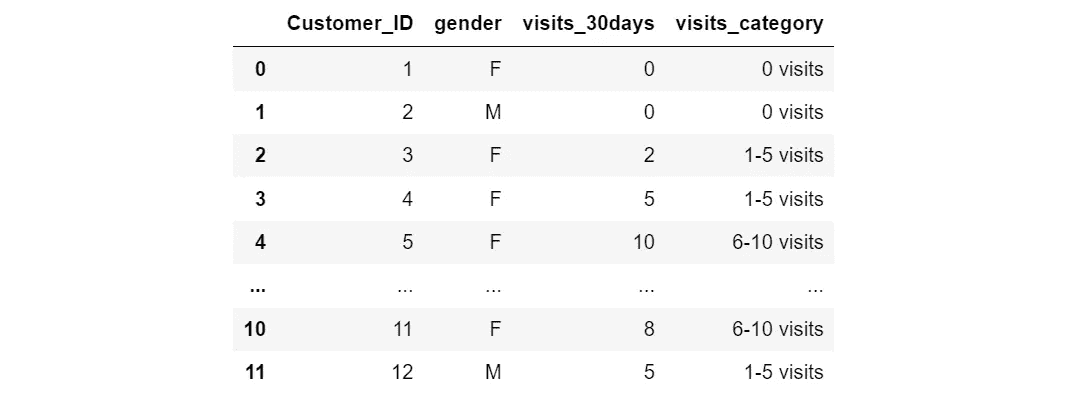 Customer_ID gender visits_30days visits_category
0 1 F 0 0 visits
1 2 M 0 0 visits
2 3 F 2 1-5 visits
3 4 F 5 1-5 visits
4 5 F 10 6-10 visits
... ... ... ... ...
10 11 F 8 6-10 visits
11 12 M 5 1-5 visits